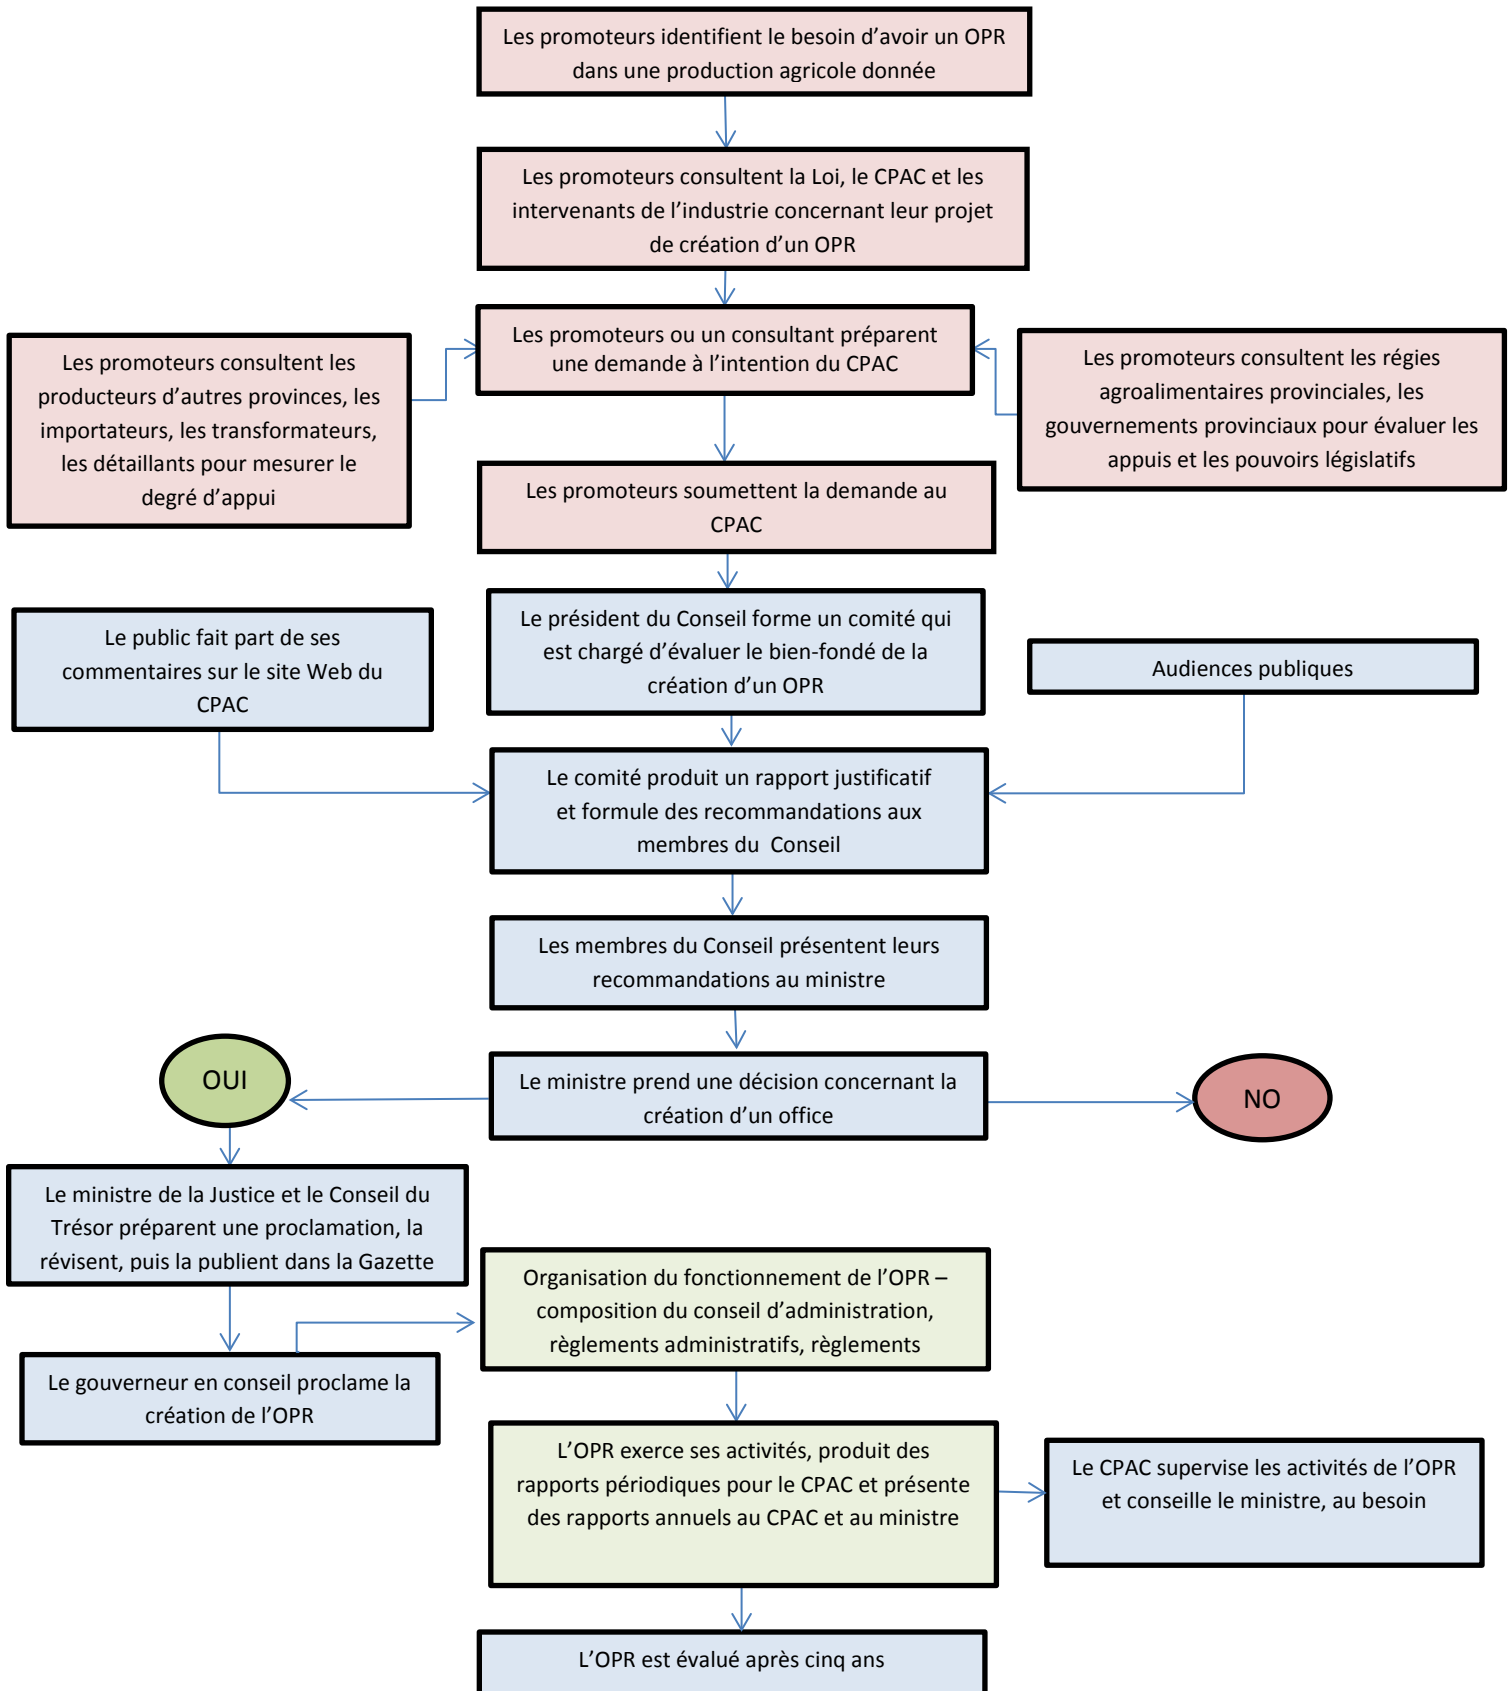 Les promoteurs identifient le besoin d'avoir un OPR
dans une production agricole donnée
Les promoteurs consultent la Loi, le CPAC et les
intervenants de l'industrie concernant leur projet
de création d'un OPR
Les promoteurs ou un consultant préparent
une demande à l'intention du CPAC
Les promoteurs consultent les
producteurs d'autres provinces, les
importateurs, les transformateurs,
les détaillants pour mesurer le
degré d'appui
Les promoteurs consultent les régies
agroalimentaires provinciales, les
gouvernements provinciaux pour évaluer les
appuis et les pouvoirs législatifs
Les promoteurs soumettent la demande au
CPAC
Le président du Conseil forme un comité qui
est chargé d'évaluer le bien-fondé de la
création d'un OPR
Le public fait part de ses
commentaires sur le site Web du
CPAC
Audiences publiques
Le comité produit un rapport justificatif
et formule des recommandations aux
membres du Conseil
Les membres du Conseil présentent leurs
recommandations au ministre
OUI
Le ministre prend une décision concernant la
création d'un office
NO
Le ministre de la Justice et le Conseil du
Trésor préparent une proclamation, la
révisent, puis la publient dans la Gazette
Organisation du fonctionnement de l'OPR –
composition du conseil d'administration,
règlements administratifs, règlements
Le gouverneur en conseil proclame la
création de l'OPR
L'OPR exerce ses activités, produit des
rapports périodiques pour le CPAC et présente
des rapports annuels au CPAC et au ministre
Le CPAC supervise les activités de l'OPR
et conseille le ministre, au besoin
L'OPR est évalué après cinq ans